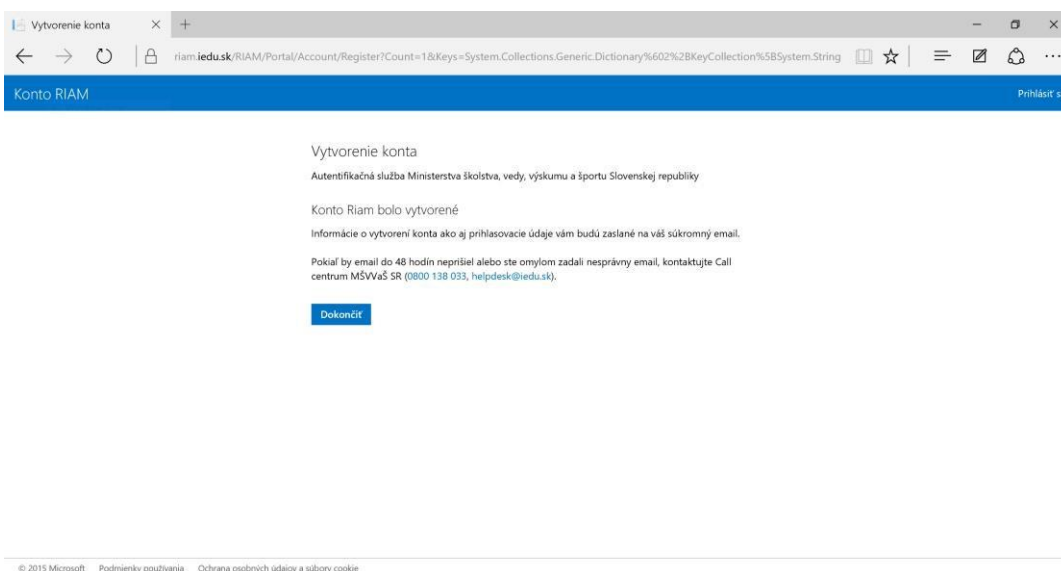 Vytvorenie konta
riam.iedu.sk/RIAM/Portal/Account/Register?Count=1&Keys=System.Collections.Generic.Dictionary%602%2BKeyCollection%5BSystem.String
Konto RIAM
Prihlásiť s
Vytvorenie konta
Autentifikačná služba Ministerstva školstva, vedy, výskumu a športu Slovenskej republiky
Konto Riam bolo vytvorené
Informácie o vytvorení konta ako aj prihlasovacie údaje vám budú zaslané na váš súkromný email.
Pokiaľ by email do 48 hodín neprišiel alebo ste omylom zadali nesprávny email, kontaktujte Call
centrum MŠVVaŠ SR (0800 138 033, helpdesk@iedu.sk).
Dokončiť
© 2015 Microsoft Podmienky používania Ochrana osobných údajov a súbory cookie